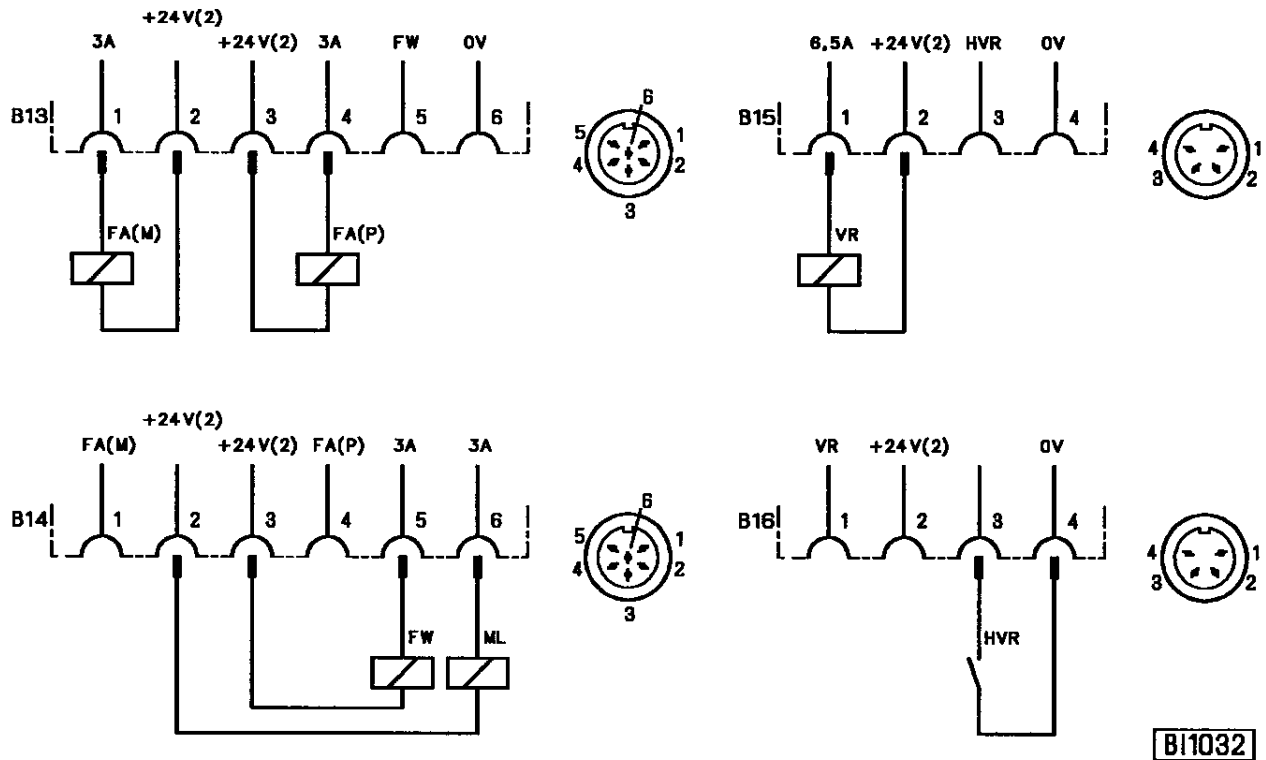 +24V(2)
3A +24V(2) 3A FW 0V
B13 1 2 3 4 5 6
FA(M) FA(P)
6
5 1
4 2
3
6,5A +24V(2) HVR 0V
B15 1 2 3 4
VR
4 1
3 2
+24V(2)
FA(M) +24V(2) FA(P) 3A 3A
B14 1 2 3 4 5 6
FW ML
6
5 1
4 2
3
VR +24V(2) 0V
B16 1 2 3 4
HVR
4 1
3 2
BI1032